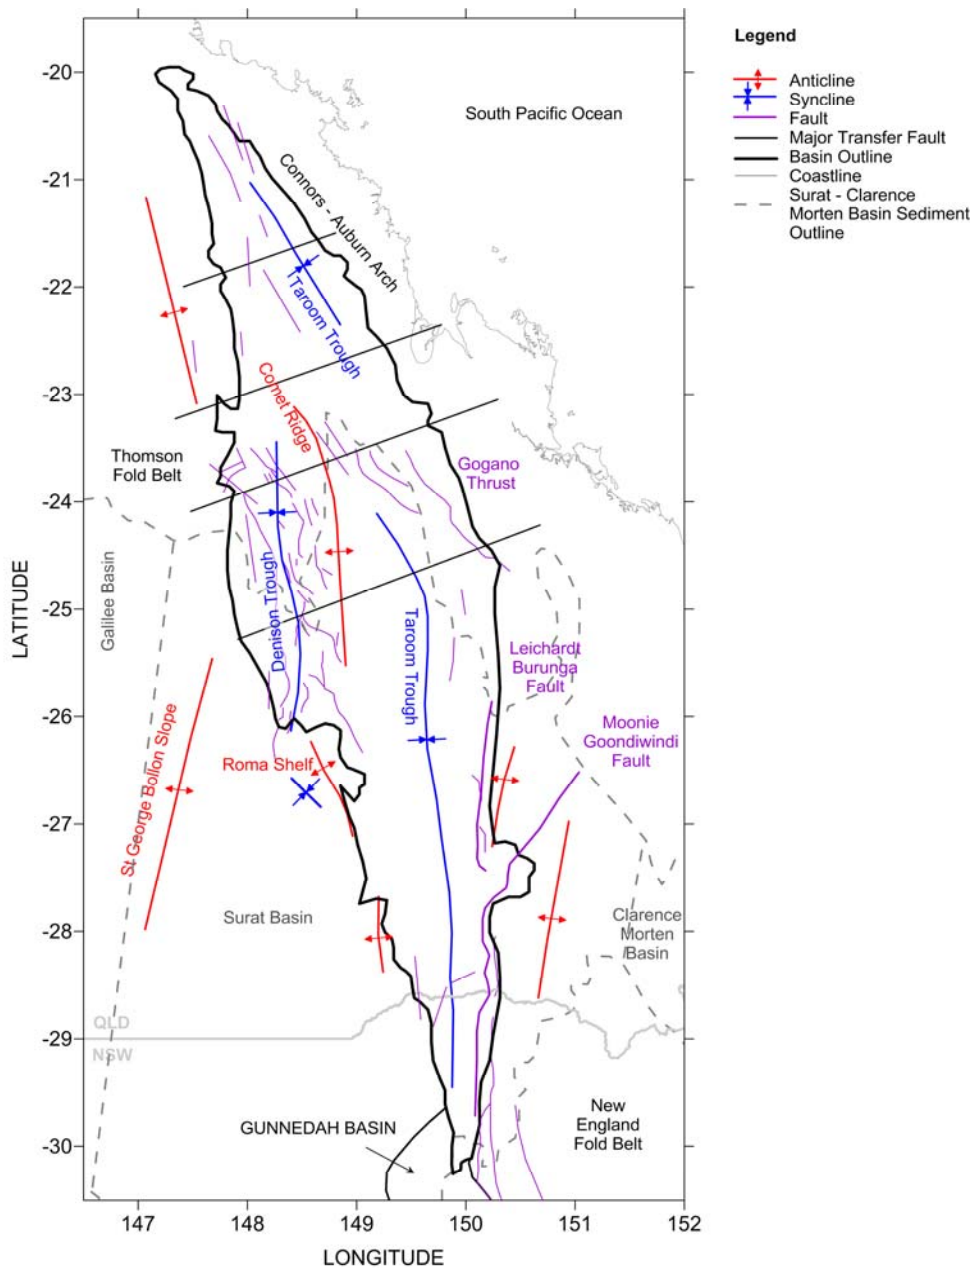 Legend
Anticline
Syncline
Fault
Major Transfer Fault
Basin Outline
Coastline
Surat - Clarence
Morten Basin Sediment
Outline
South Pacific Ocean
Connors - Auburn Arch
Taroom Trough
Comet Ridge
Thomson
Fold Belt
Gogano
Thrust
Galilee Basin
Denison Trough
Taroom Trough
Leichardt
Burunga
Fault
Moonie
Goondiwindi
Fault
St George Bollon Slope
Roma Shelf
Surat Basin
Clarence
Morten
Basin
QLD
NSW
GUNNEDAH BASIN
New
England
Fold Belt
LATITUDE
-20
-21
-22
-23
-24
-25
-26
-27
-28
-29
-30
147
148
149
150
151
152
LONGITUDE